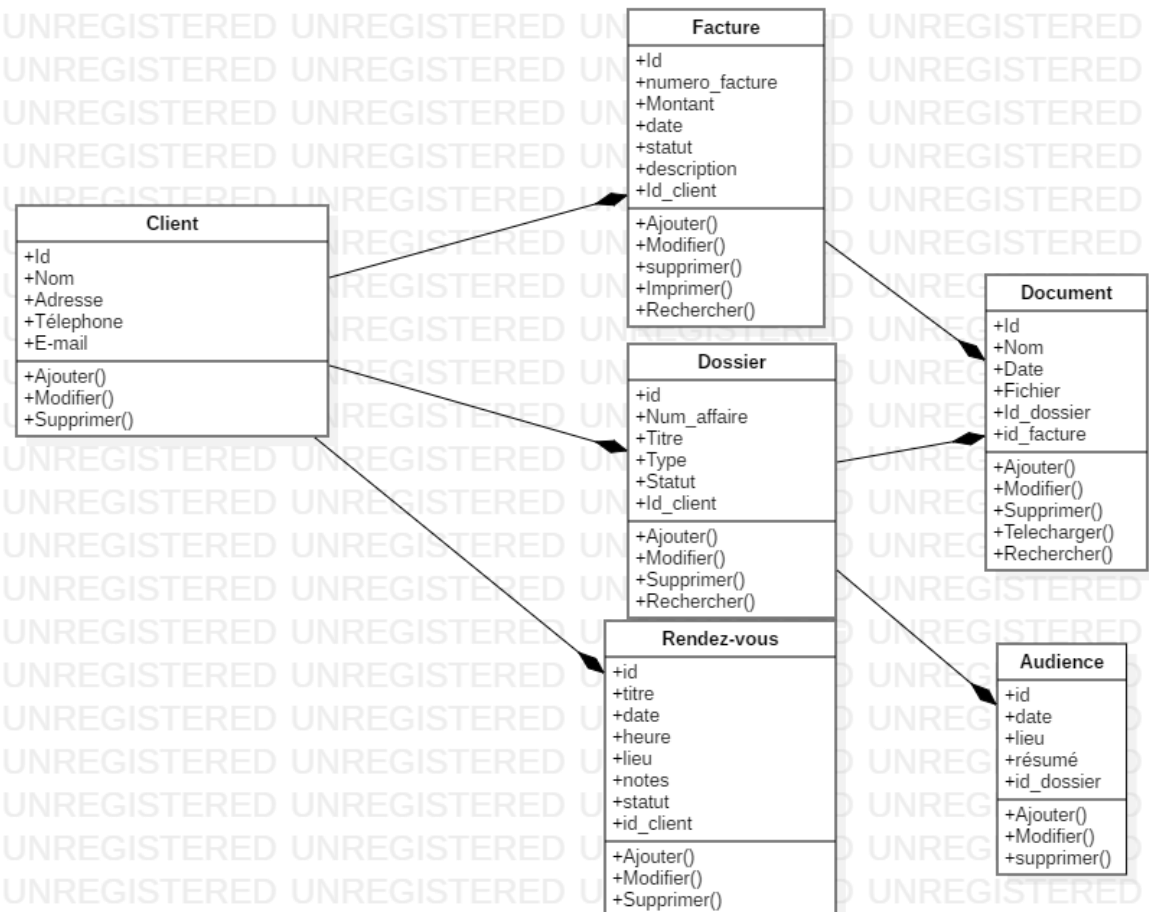 Facture
+Id
+numero_facture
+Montant
+date
+statut
+description
+Id_client
+Ajouter()
+Modifier()
+supprimer()
+Imprimer()
+Rechercher()
Client
+Id
+Nom
+Adresse
+Télephone
+E-mail
+Ajouter()
+Modifier()
+Supprimer()
Document
+Id
+Nom
+Date
+Fichier
+Id_dossier
+id_facture
+Ajouter()
+Modifier()
+Supprimer()
+Telecharger()
+Rechercher()
Dossier
+id
+Num_affaire
+Titre
+Type
+Statut
+Id_client
+Ajouter()
+Modifier()
+Supprimer()
+Rechercher()
Rendez-vous
+id
+titre
+date
+heure
+lieu
+notes
+statut
+id_client
+Ajouter()
+Modifier()
+Supprimer()
Audience
+id
+date
+lieu
+résumé
+id_dossier
+Ajouter()
+Modifier()
+supprimer()
UNREGISTERED